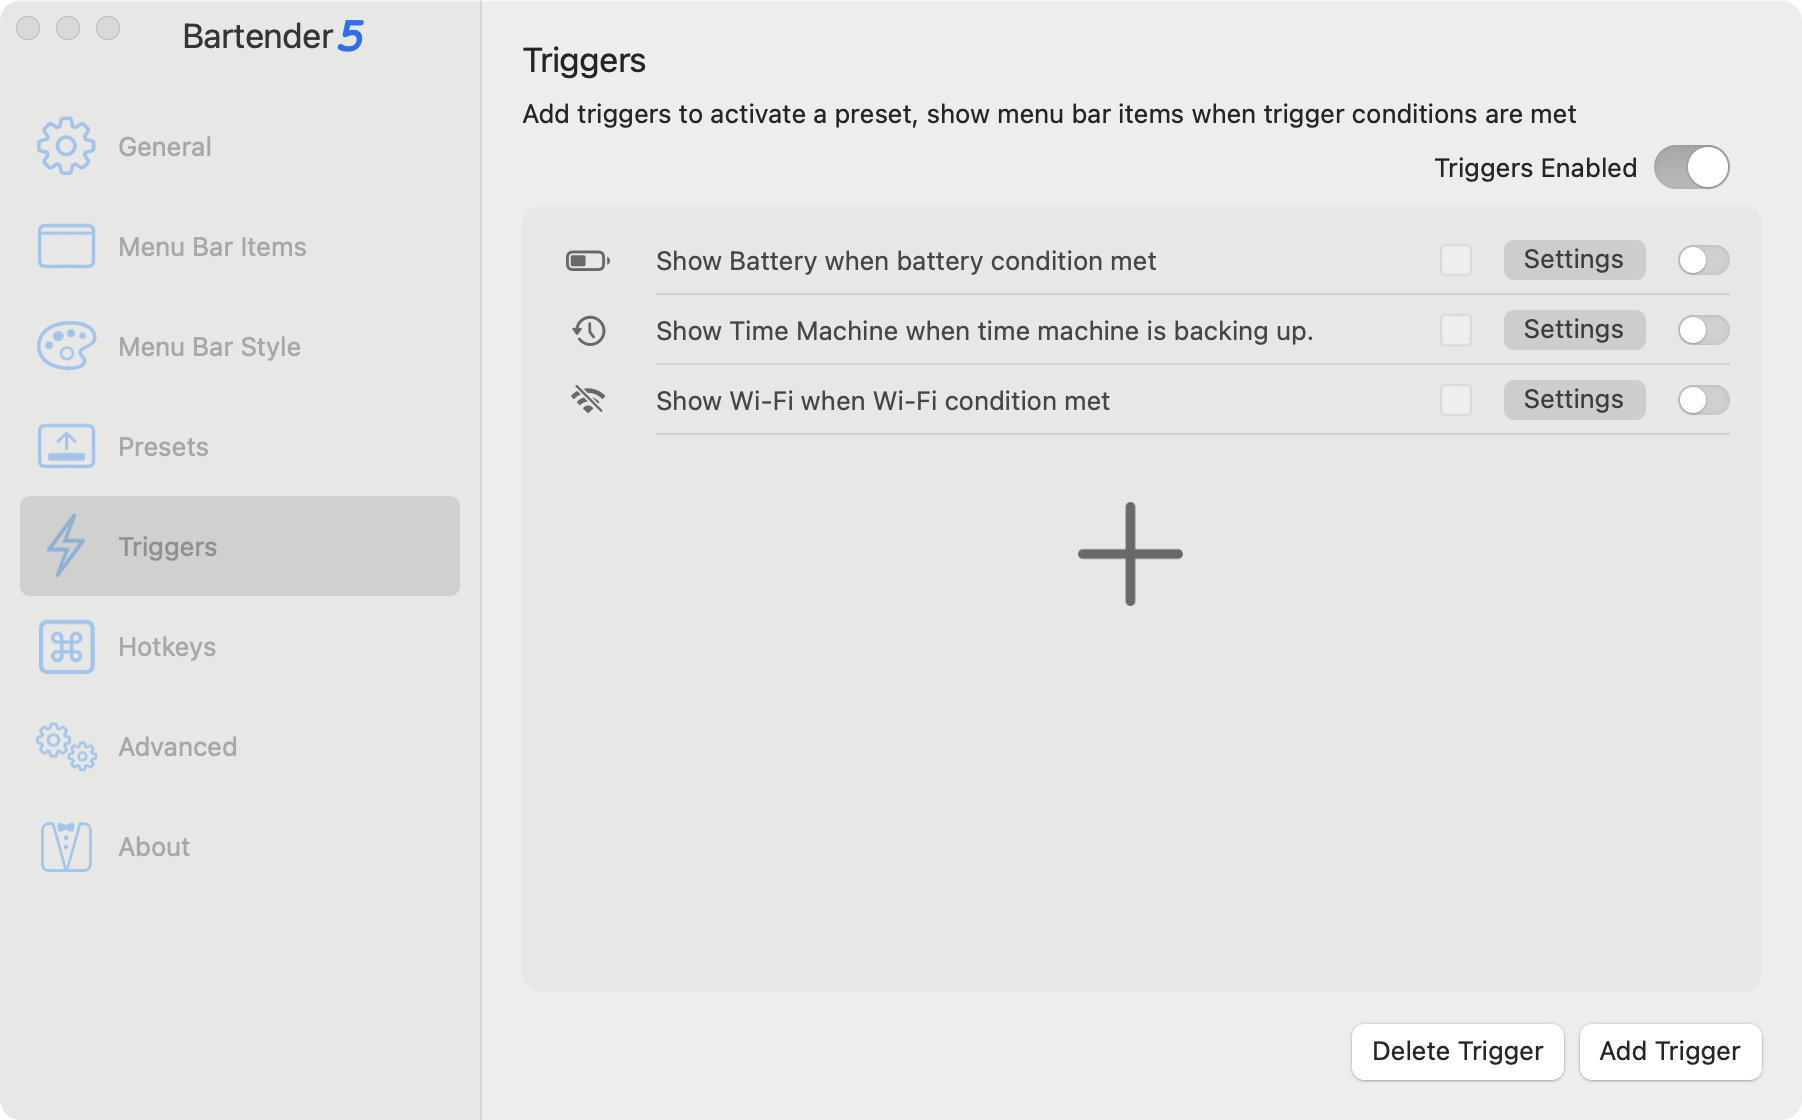 Bartender 5
General
Menu Bar Items
Menu Bar Style
Presets
Triggers
Hotkeys
Advanced
About
Triggers
Add triggers to activate a preset, show menu bar items when trigger conditions are met
Triggers Enabled
Show Battery when battery condition met Settings
Show Time Machine when time machine is backing up. Settings
Show Wi-Fi when Wi-Fi condition met Settings
Delete Trigger Add Trigger